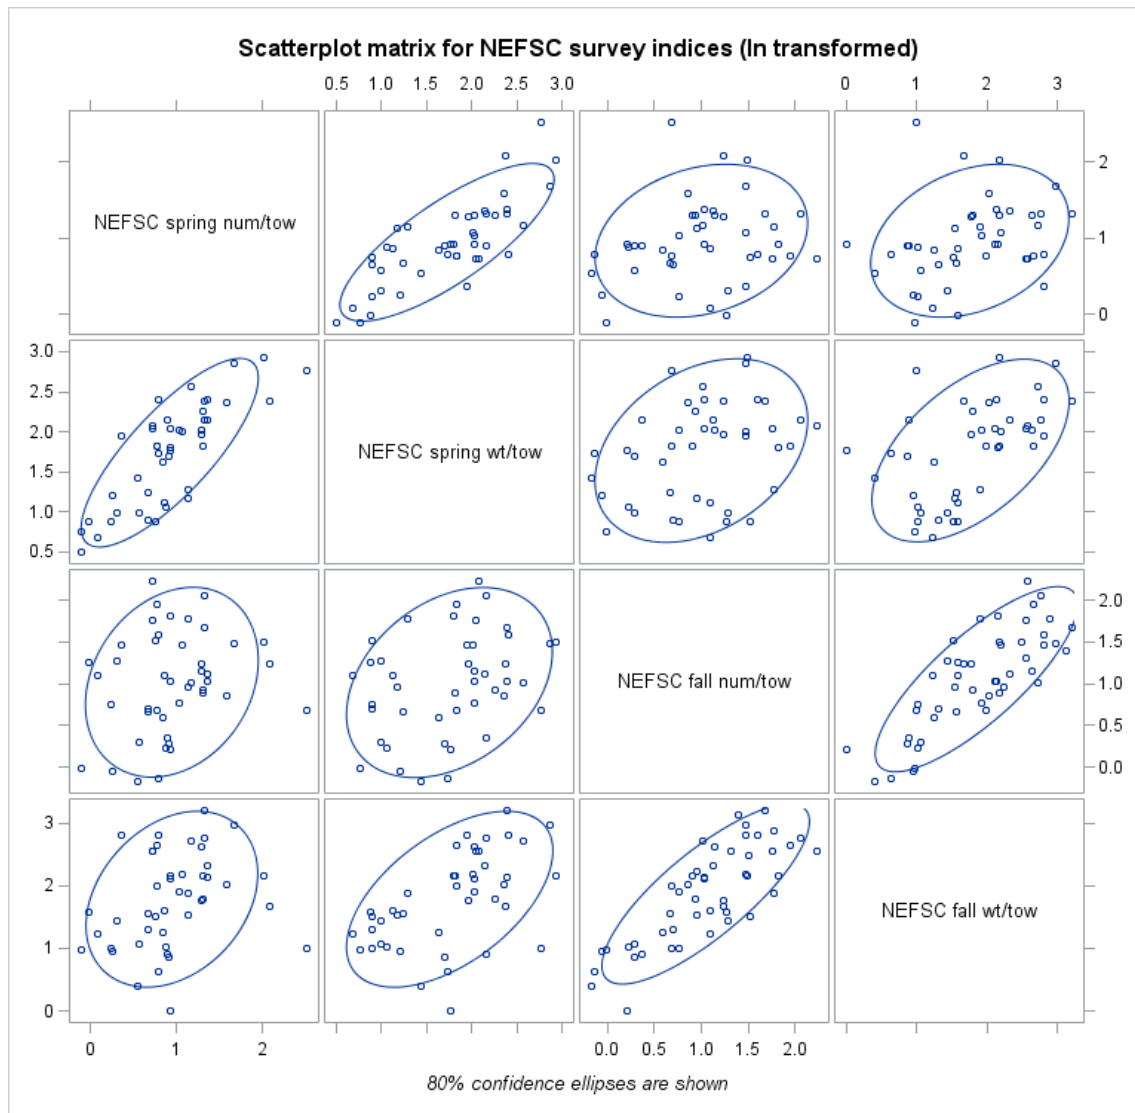 Scatterplot matrix for NEFSC survey indices (ln transformed)
0.5 1.0 1.5 2.0 2.5 3.0 0 1 2 3
NEFSC spring num/tow
2
1
0
3.0
2.5
2.0
1.5
1.0
0.5
NEFSC spring wt/tow
NEFSC fall num/tow
2.0
1.5
1.0
0.5
0.0
3
2
1
0
NEFSC fall wt/tow
0 1 2 0.0 0.5 1.0 1.5 2.0
80% confidence ellipses are shown